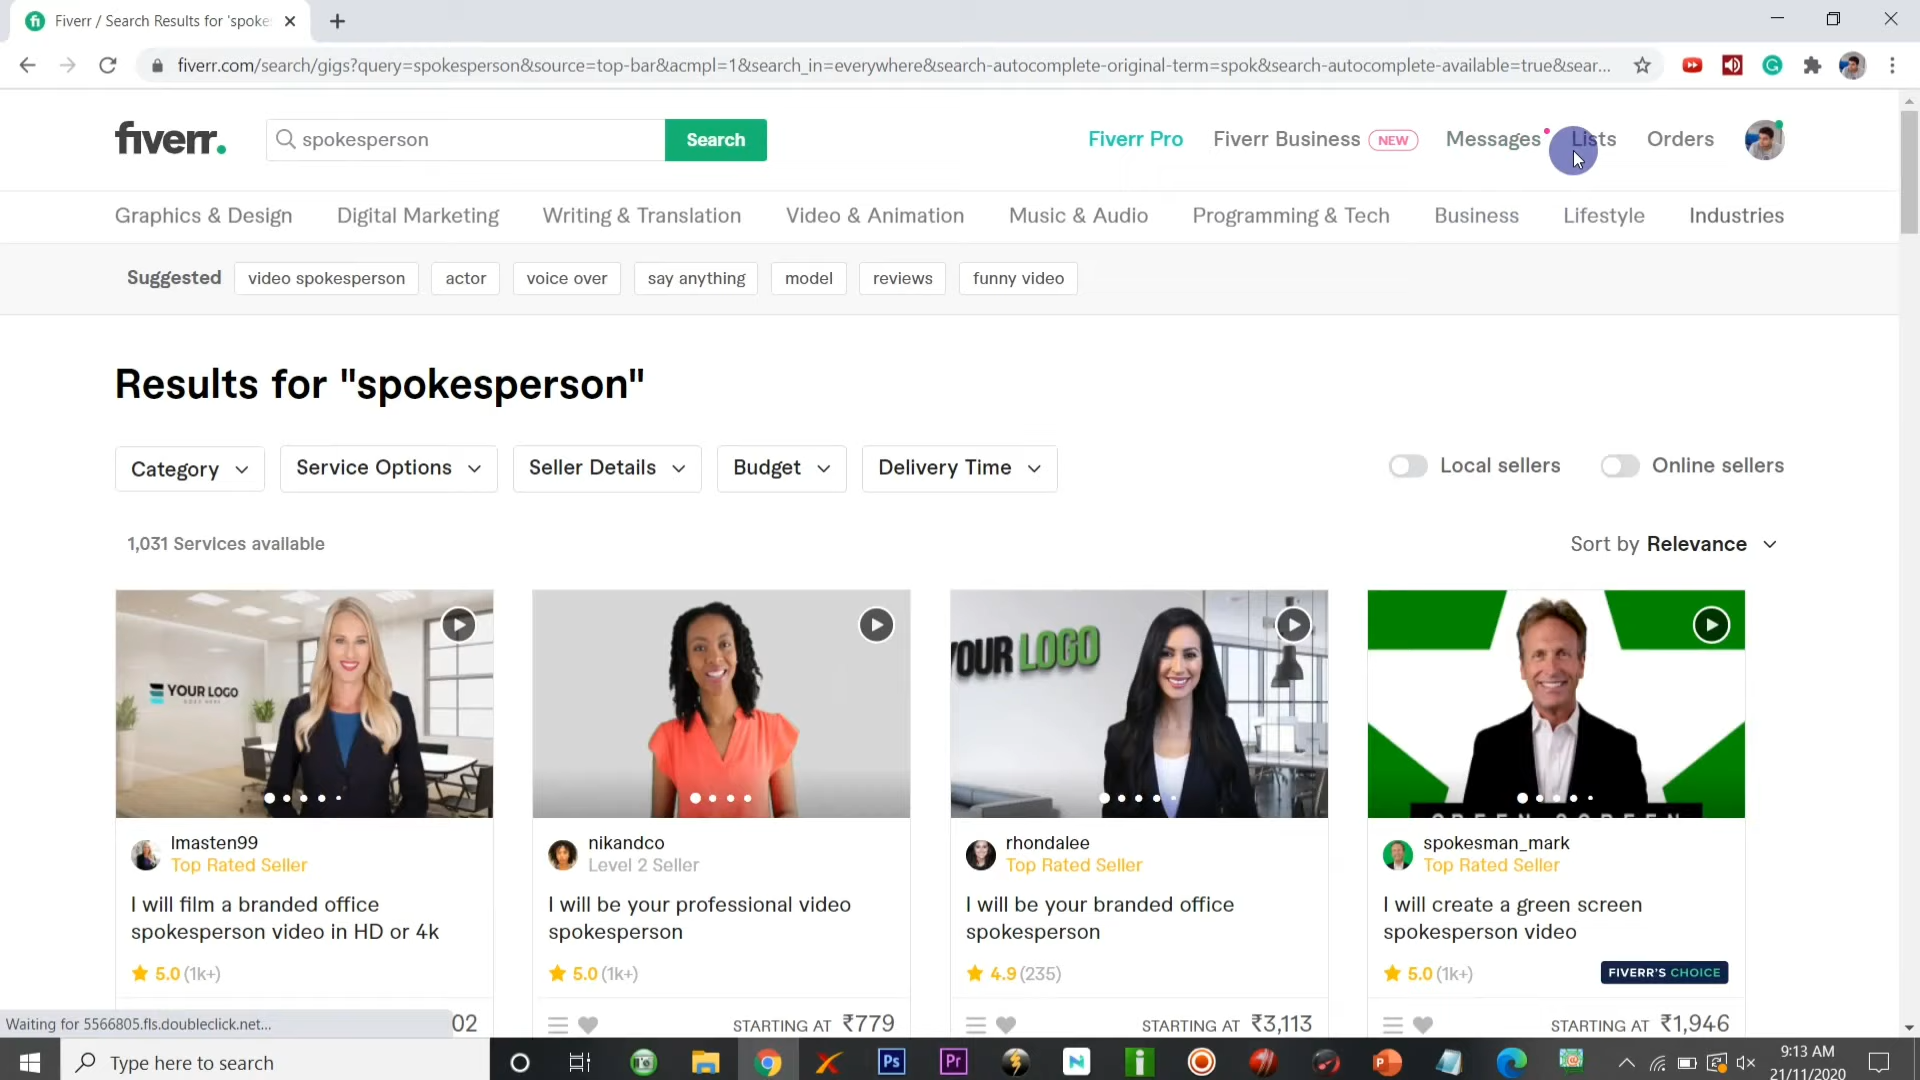 Fiverr / Search Results for 'spoke
fiverr.com/search/gigs?query=spokesperson&source=top-bar&acmpl=1&search_in=everywhere&search-autocomplete-original-term=spok&search-autocomplete-available=true&sear...
fiverr.
spokesperson
Search
Fiverr Pro
Fiverr Business NEW
Messages
Lists
Orders
Graphics & Design
Digital Marketing
Writing & Translation
Video & Animation
Music & Audio
Programming & Tech
Business
Lifestyle
Industries
Suggested
video spokesperson
actor
voice over
say anything
model
reviews
funny video
Results for "spokesperson"
Category
Service Options
Seller Details
Budget
Delivery Time
Local sellers
Online sellers
1,031 Services available
Sort by Relevance
YOUR LOGO
lmasten99
Top Rated Seller
I will film a branded office
spokesperson video in HD or 4k
5.0 (1k+)
02
nikandco
Level 2 Seller
I will be your professional video
spokesperson
5.0 (1k+)
STARTING AT ₹779
YOUR LOGO
rhondalee
Top Rated Seller
I will be your branded office
spokesperson
4.9 (235)
STARTING AT ₹3,113
GREEN SCREEN
spokesman_mark
Top Rated Seller
I will create a green screen
spokesperson video
5.0 (1k+)
FIVERR'S CHOICE
STARTING AT ₹1,946
Waiting for 5566805.fls.doubleclick.net...
Type here to search
Ps
Pr
9:13 AM
21/11/2020